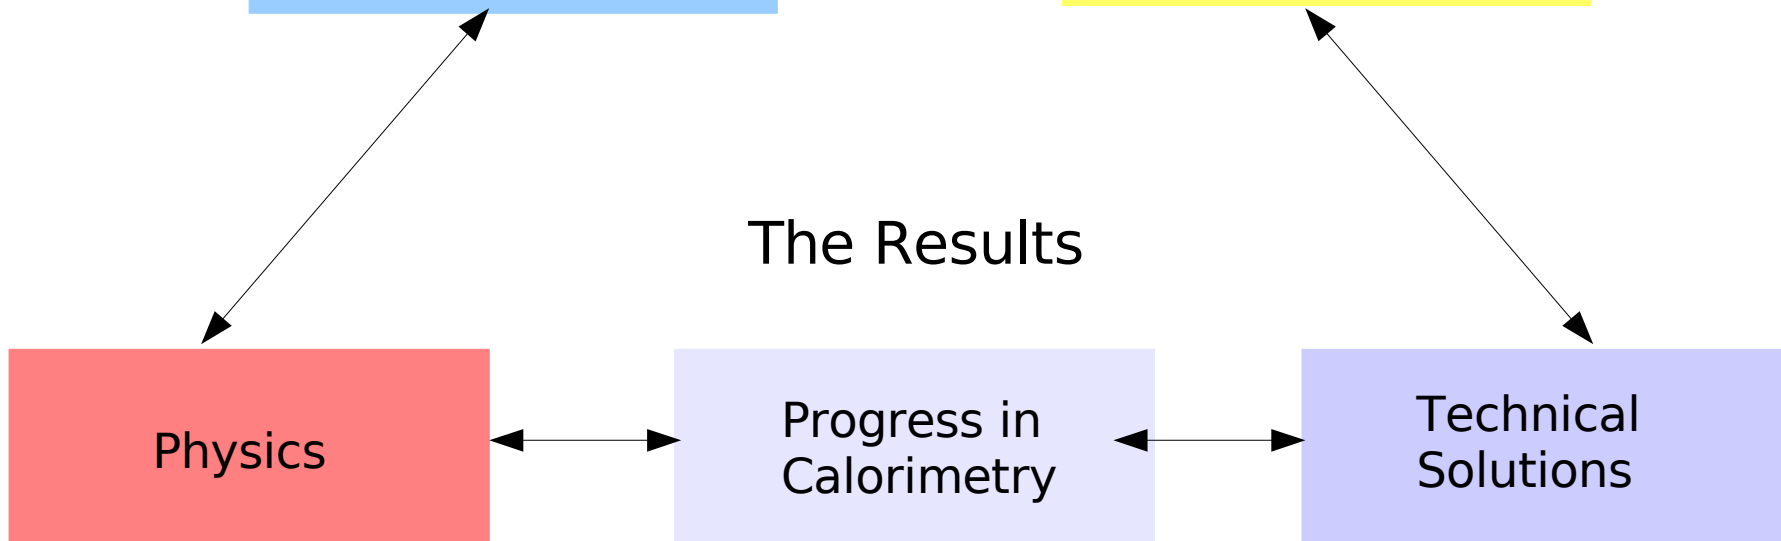 The Results
Physics
Progress in
Calorimetry
Technical
Solutions